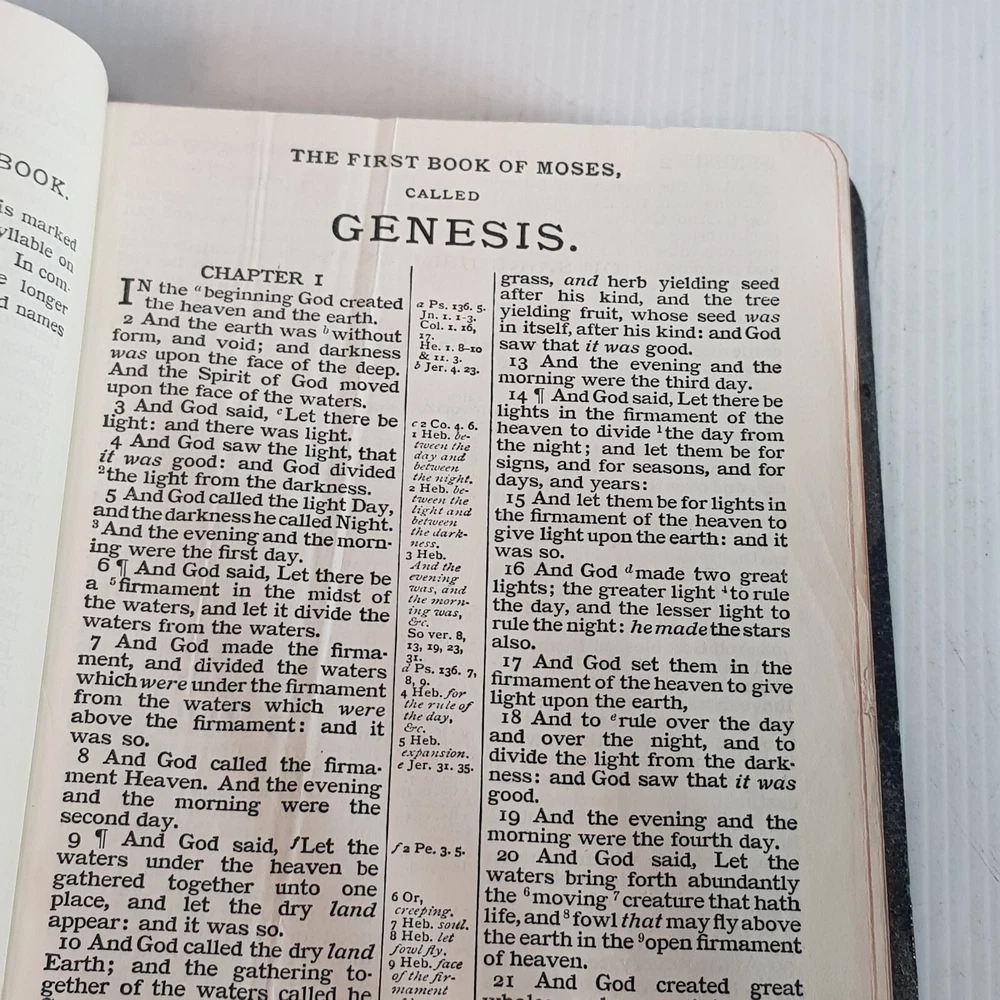 BOOK.
is marked
yllable on
In com-
longer
d names
THE FIRST BOOK OF MOSES,
CALLED
GENESIS.
CHAPTER I
IN the ᵃbeginning God created
the heaven and the earth.
2 And the earth was ᵇwithout
form, and void; and darkness
was upon the face of the deep.
And the Spirit of God moved
upon the face of the waters.
3 And God said, ᶜLet there be
light: and there was light.
4 And God saw the light, that
it was good: and God divided
²the light from the darkness.
5 And God called the light Day,
and the darkness he called Night.
³And the evening and the morn-
ing were the first day.
6 ¶ And God said, Let there be
a ⁵firmament in the midst of
the waters, and let it divide the
waters from the waters.
7 And God made the firma-
ment, and divided the waters
which were under the firmament
from the waters which were
above the firmament: and it
was so.
8 And God called the firma-
ment Heaven. And the evening
and the morning were the
second day.
9 ¶ And God said, ᶠLet the
waters under the heaven be
gathered together unto one
place, and let the dry land
appear: and it was so.
10 And God called the dry land
Earth; and the gathering to-
gether of the waters called he
a Ps. 136. 5.
Jn. 1. 1-3.
Col. 1. 16,
17.
He. 1. 8-10
& 11. 3.
b Jer. 4. 23.
c 2 Co. 4. 6.
1 Heb. be-
tween the
day and
between
the night.
2 Heb. be-
tween the
light and
between
the dark-
ness.
3 Heb.
And the
evening
was, and
the morn-
ing was,
&c.
So ver. 8,
13, 19, 23,
31.
d Ps. 136. 7,
8, 9.
4 Heb. for
the rule of
the day,
&c.
5 Heb.
expansion.
e Jer. 31. 35.
f 2 Pe. 3. 5.
6 Or,
creeping.
7 Heb. soul.
8 Heb. let
fowl fly.
9 Heb. face
of the fir-
mament
grass, and herb yielding seed
after his kind, and the tree
yielding fruit, whose seed was
in itself, after his kind: and God
saw that it was good.
13 And the evening and the
morning were the third day.
14 ¶ And God said, Let there be
lights in the firmament of the
heaven to divide ¹the day from
the night; and let them be for
signs, and for seasons, and for
days, and years:
15 And let them be for lights in
the firmament of the heaven to
give light upon the earth: and it
was so.
16 And God ᵈmade two great
lights; the greater light ⁴to rule
the day, and the lesser light to
rule the night: he made the stars
also.
17 And God set them in the
firmament of the heaven to give
light upon the earth,
18 And to ᵉrule over the day
and over the night, and to
divide the light from the dark-
ness: and God saw that it was
good.
19 And the evening and the
morning were the fourth day.
20 And God said, Let the
waters bring forth abundantly
the ⁶moving ⁷creature that hath
life, and ⁸fowl that may fly above
the earth in the ⁹open firmament
of heaven.
21 And God created great